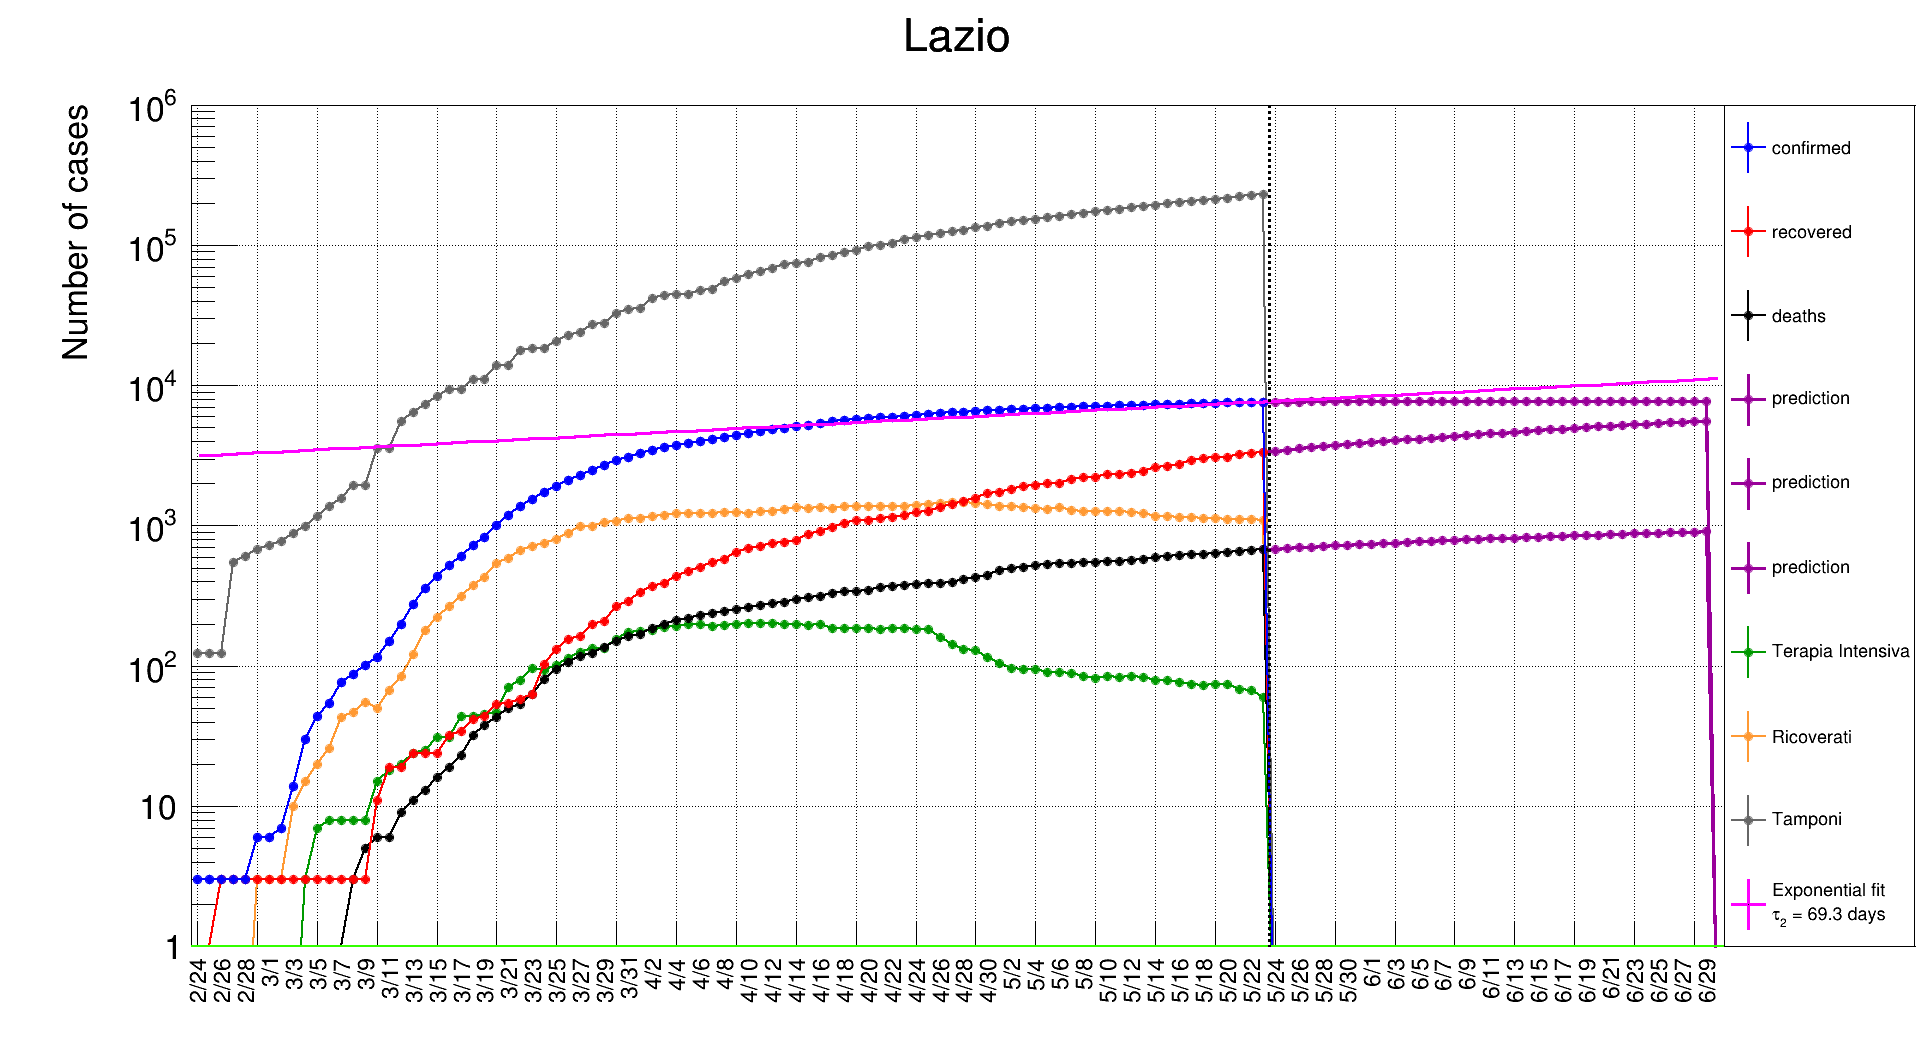 Lazio
Number of cases
10^6
10^5
10^4
10^3
10^2
10
1
2/24 2/26 2/28 3/1 3/3 3/5 3/7 3/9 3/11 3/13 3/15 3/17 3/19 3/21 3/23 3/25 3/27 3/29 3/31 4/2 4/4 4/6 4/8 4/10 4/12 4/14 4/16 4/18 4/20 4/22 4/24 4/26 4/28 4/30 5/2 5/4 5/6 5/8 5/10 5/12 5/14 5/16 5/18 5/20 5/22 5/24 5/26 5/28 5/30 6/1 6/3 6/5 6/7 6/9 6/11 6/13 6/15 6/17 6/19 6/21 6/23 6/25 6/27 6/29
confirmed
recovered
deaths
prediction
prediction
prediction
Terapia Intensiva
Ricoverati
Tamponi
Exponential fit
τ₂ = 69.3 days